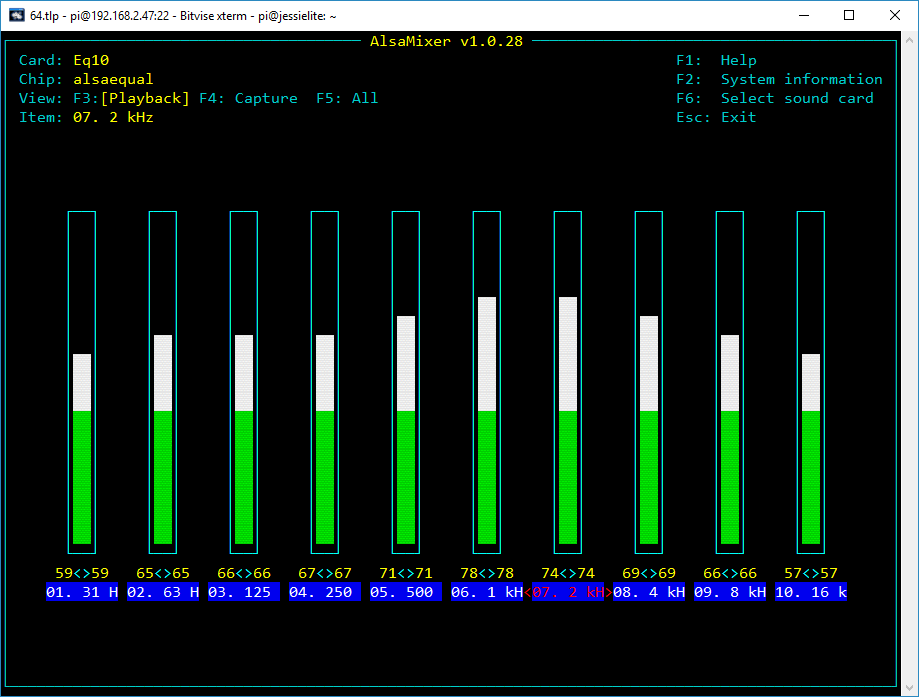 64.tlp - pi@192.168.2.47:22 - Bitvise xterm - pi@jessielite: ~
AlsaMixer v1.0.28
Card: Eq10 F1: Help
Chip: alsaequal F2: System information
View: F3:[Playback] F4: Capture F5: All F6: Select sound card
Item: 07. 2 kHz Esc: Exit
59<>59 65<>65 66<>66 67<>67 71<>71 78<>78 74<>74 69<>69 66<>66 57<>57
01. 31 H 02. 63 H 03. 125 04. 250 05. 500 06. 1 kH<07. 2 kH>08. 4 kH 09. 8 kH 10. 16 k